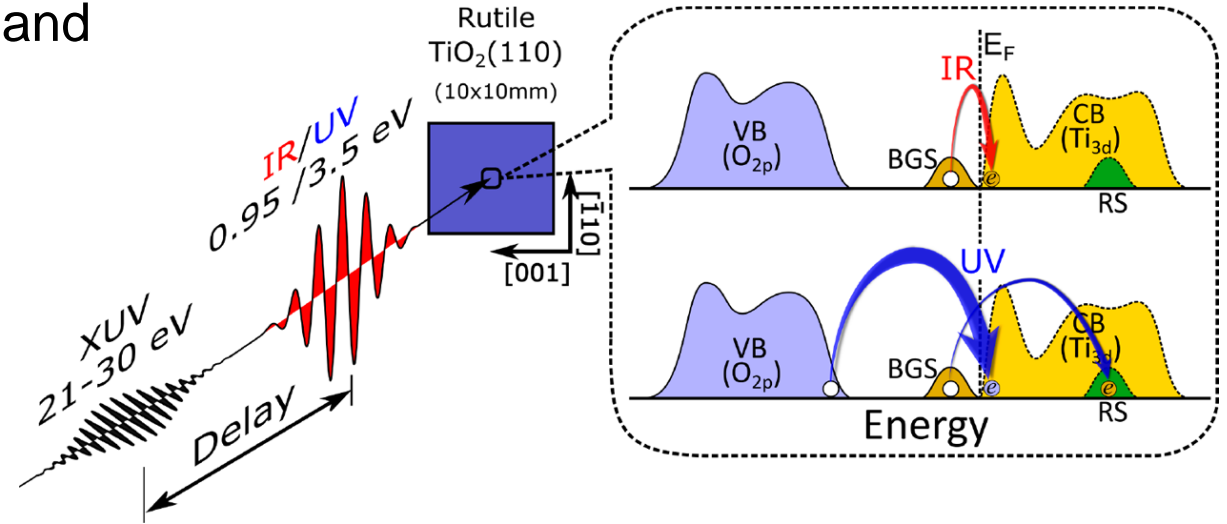 and
Rutile
TiO₂(110)
(10x10mm)
IR/UV
0.95 /3.5 eV
[1̄10]
[001]
XUV
21-30 eV
Delay
E_F
IR
VB
(O₂ₚ)
BGS
e
CB
(Ti₃d)
RS
UV
VB
(O₂ₚ)
BGS
e
CB
(Ti₃d)
e
RS
Energy